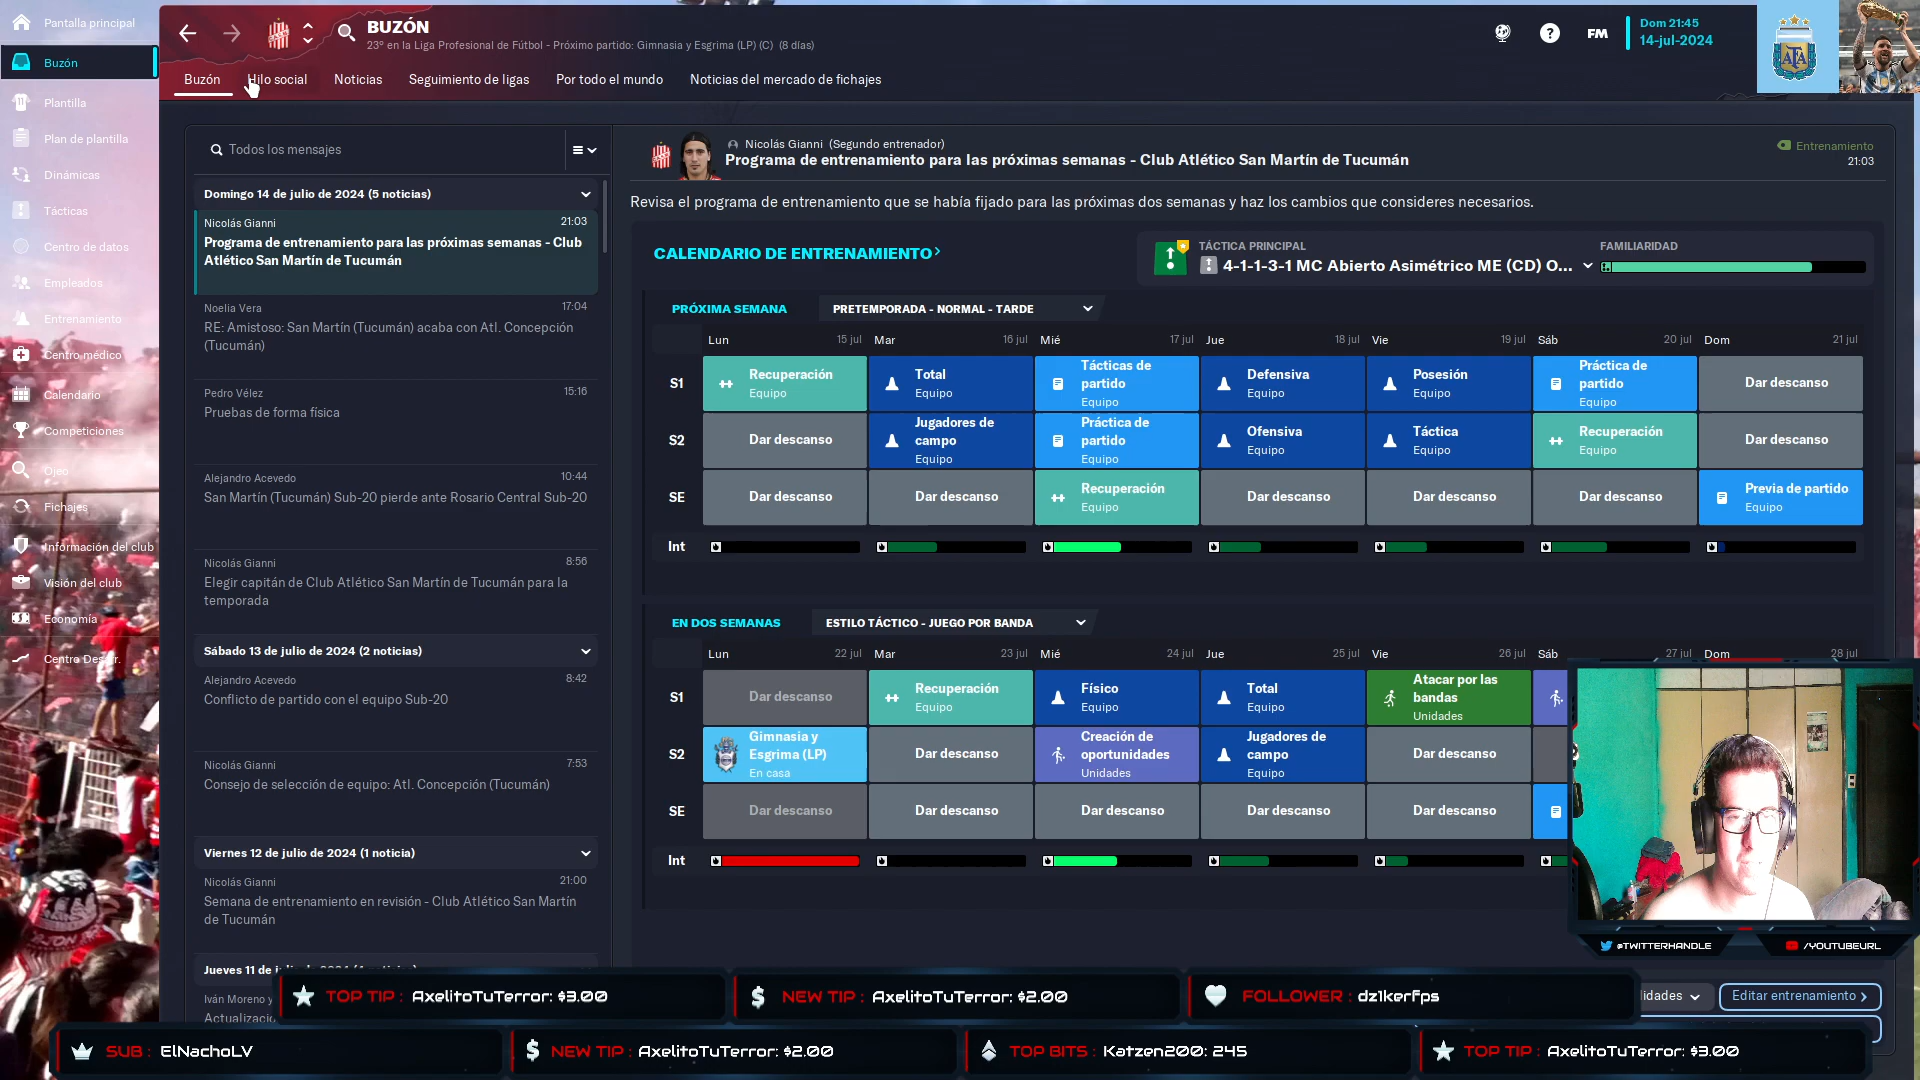 Pantalla principal
Buzón
Plantilla
Plan de plantilla
Dinámicas
Tácticas
Centro de datos
Empleados
Entrenamiento
Centro médico
Calendario
Competiciones
Ojeo
Fichajes
Información del club
Visión del club
Economía
BUZÓN
23º en la Liga Profesional de Fútbol - Próximo partido: Gimnasia y Esgrima (LP) (C) (8 días)
FM
Dom 21:45
14-jul-2024
AFA
Buzón
Hilo social
Noticias
Seguimiento de ligas
Por todo el mundo
Noticias del mercado de fichajes
Todos los mensajes
Domingo 14 de julio de 2024 (5 noticias)
Nicolás Gianni 21:03
Programa de entrenamiento para las próximas semanas - Club
Atlético San Martín de Tucumán
Noelia Vera 17:04
RE: Amistoso: San Martín (Tucumán) acaba con Atl. Concepción
(Tucumán)
Pedro Vélez 15:16
Pruebas de forma física
Alejandro Acevedo 10:44
San Martín (Tucumán) Sub-20 pierde ante Rosario Central Sub-20
Nicolás Gianni 8:56
Elegir capitán de Club Atlético San Martín de Tucumán para la
temporada
Sábado 13 de julio de 2024 (2 noticias)
Alejandro Acevedo 8:42
Conflicto de partido con el equipo Sub-20
Nicolás Gianni 7:53
Consejo de selección de equipo: Atl. Concepción (Tucumán)
Viernes 12 de julio de 2024 (1 noticia)
Nicolás Gianni 21:00
Semana de entrenamiento en revisión - Club Atlético San Martín
de Tucumán
Jueves 11 de
Iván Moreno y
Nicolás Gianni (Segundo entrenador)
Programa de entrenamiento para las próximas semanas - Club Atlético San Martín de Tucumán
Entrenamiento
21:03
Revisa el programa de entrenamiento que se había fijado para las próximas dos semanas y haz los cambios que consideres necesarios.
CALENDARIO DE ENTRENAMIENTO
TÁCTICA PRINCIPAL
4-1-1-3-1 MC Abierto Asimétrico ME (CD) O...
FAMILIARIDAD
PRÓXIMA SEMANA PRETEMPORADA - NORMAL - TARDE
Lun 15 jul Mar 16 jul Mié 17 jul Jue 18 jul Vie 19 jul Sáb 20 jul Dom 21 jul
S1
Recuperación
Equipo
Total
Equipo
Tácticas de
partido
Equipo
Defensiva
Equipo
Posesión
Equipo
Práctica de
partido
Equipo
Dar descanso
S2
Dar descanso
Jugadores de
campo
Equipo
Práctica de
partido
Equipo
Ofensiva
Equipo
Táctica
Equipo
Recuperación
Equipo
Dar descanso
SE
Dar descanso
Dar descanso
Recuperación
Equipo
Dar descanso
Dar descanso
Dar descanso
Previa de partido
Equipo
Int
EN DOS SEMANAS ESTILO TÁCTICO - JUEGO POR BANDA
Lun 22 jul Mar 23 jul Mié 24 jul Jue 25 jul Vie 26 jul Sáb 27 jul Dom 28 jul
S1
Dar descanso
Recuperación
Equipo
Físico
Equipo
Total
Equipo
Atacar por las
bandas
Unidades
S2
Gimnasia y
Esgrima (LP)
En casa
Dar descanso
Creación de
oportunidades
Unidades
Jugadores de
campo
Equipo
Dar descanso
SE
Dar descanso
Dar descanso
Dar descanso
Dar descanso
Dar descanso
Int
@TWITTERHANDLE
/YOUTUBEURL
Editar entrenamiento
TOP TIP : AxelitoTuTerror: $3.00
NEW TIP : AxelitoTuTerror: $2.00
FOLLOWER : dz1kerfps
SUB : ElNachoLV
NEW TIP : AxelitoTuTerror: $2.00
TOP BITS : Katzen200: 245
TOP TIP : AxelitoTuTerror: $3.00